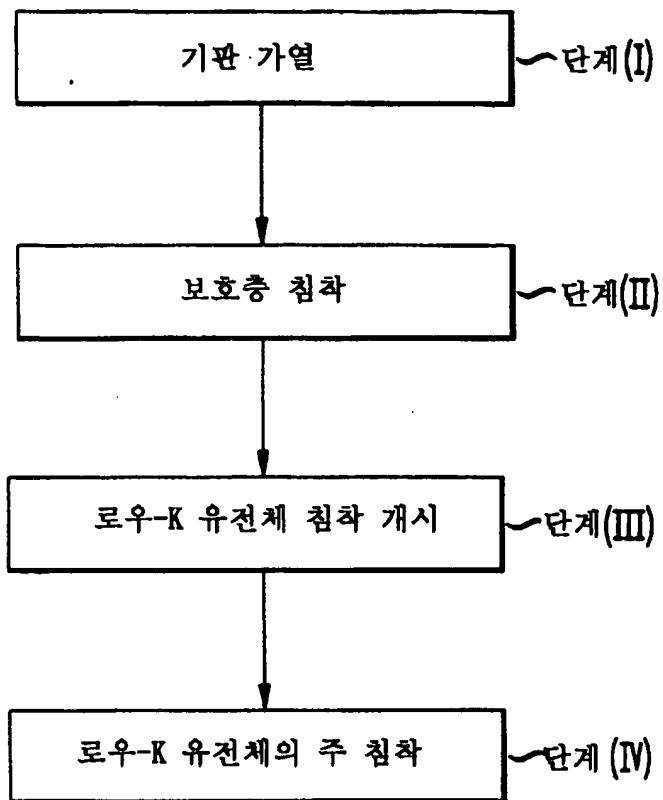 기판 가열 단계(I)
보호층 침착 단계(II)
로우-K 유전체 침착 개시 단계(III)
로우-K 유전체의 주 침착 단계(IV)